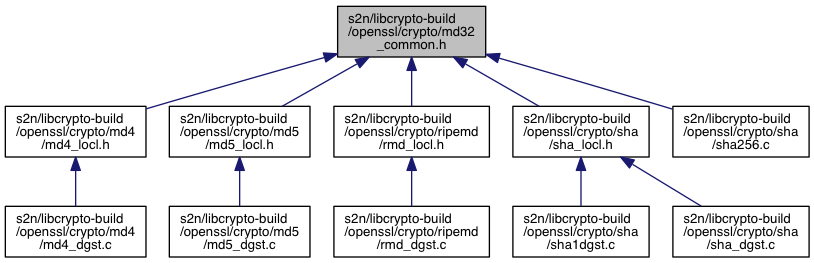 s2n/libcrypto-build
/openssl/crypto/md32
_common.h
s2n/libcrypto-build
/openssl/crypto/md4
/md4_locl.h
s2n/libcrypto-build
/openssl/crypto/md5
/md5_locl.h
s2n/libcrypto-build
/openssl/crypto/ripemd
/rmd_locl.h
s2n/libcrypto-build
/openssl/crypto/sha
/sha_locl.h
s2n/libcrypto-build
/openssl/crypto/sha
/sha256.c
s2n/libcrypto-build
/openssl/crypto/md4
/md4_dgst.c
s2n/libcrypto-build
/openssl/crypto/md5
/md5_dgst.c
s2n/libcrypto-build
/openssl/crypto/ripemd
/rmd_dgst.c
s2n/libcrypto-build
/openssl/crypto/sha
/sha1dgst.c
s2n/libcrypto-build
/openssl/crypto/sha
/sha_dgst.c